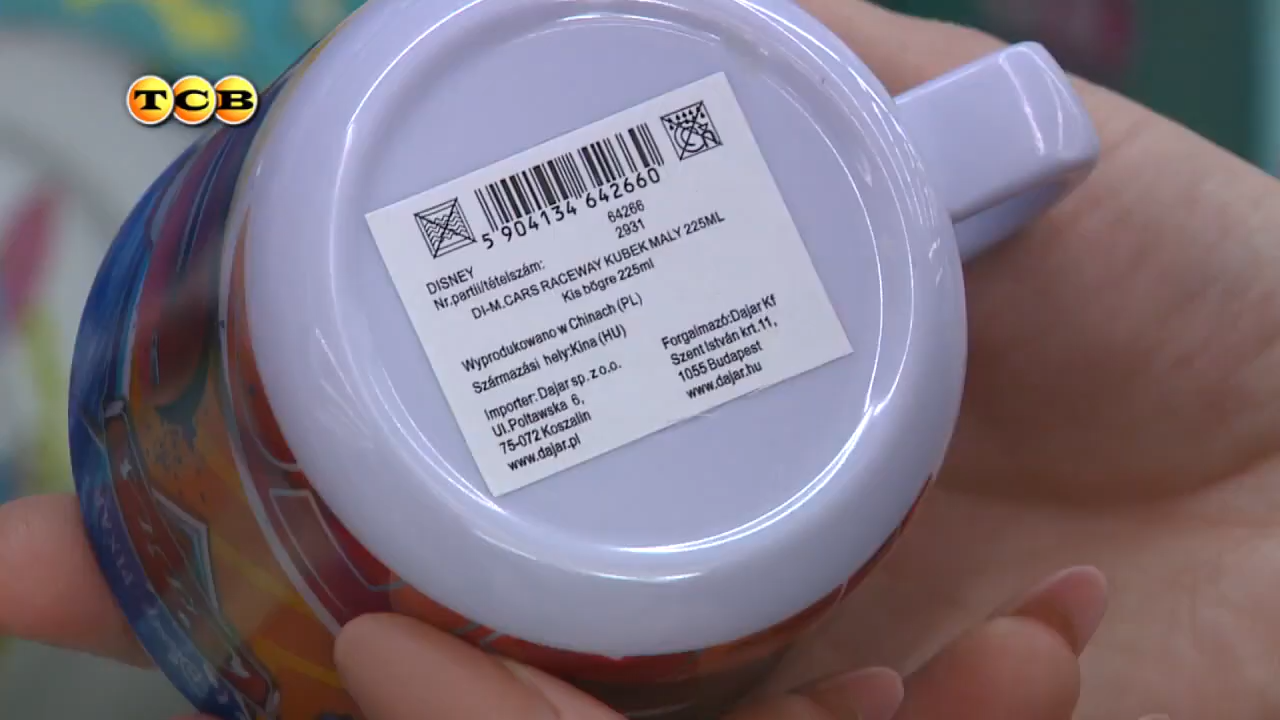 TCB
5 904134 642660
64266
2931
DISNEY
Nr.partii/tételszám:
DI-M.CARS RACEWAY KUBEK MALY 225ML
Kis bögre 225ml
Wyprodukowano w Chinach (PL)
Származási hely:Kina (HU)
Importer: Dajar sp. z o.o.
Ul.Poltawska 6,
75-072 Koszalin
www.dajar.pl
Forgalmazó:Dajar Kf
Szent István krt.11,
1055 Budapest
www.dajar.hu